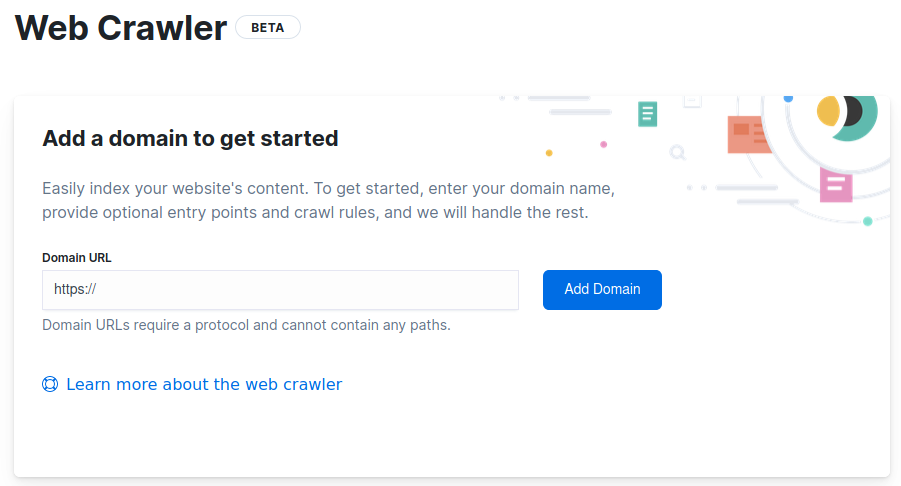 Web Crawler BETA
Add a domain to get started
Easily index your website's content. To get started, enter your domain name,
provide optional entry points and crawl rules, and we will handle the rest.
Domain URL
https:// Add Domain
Domain URLs require a protocol and cannot contain any paths.
Learn more about the web crawler